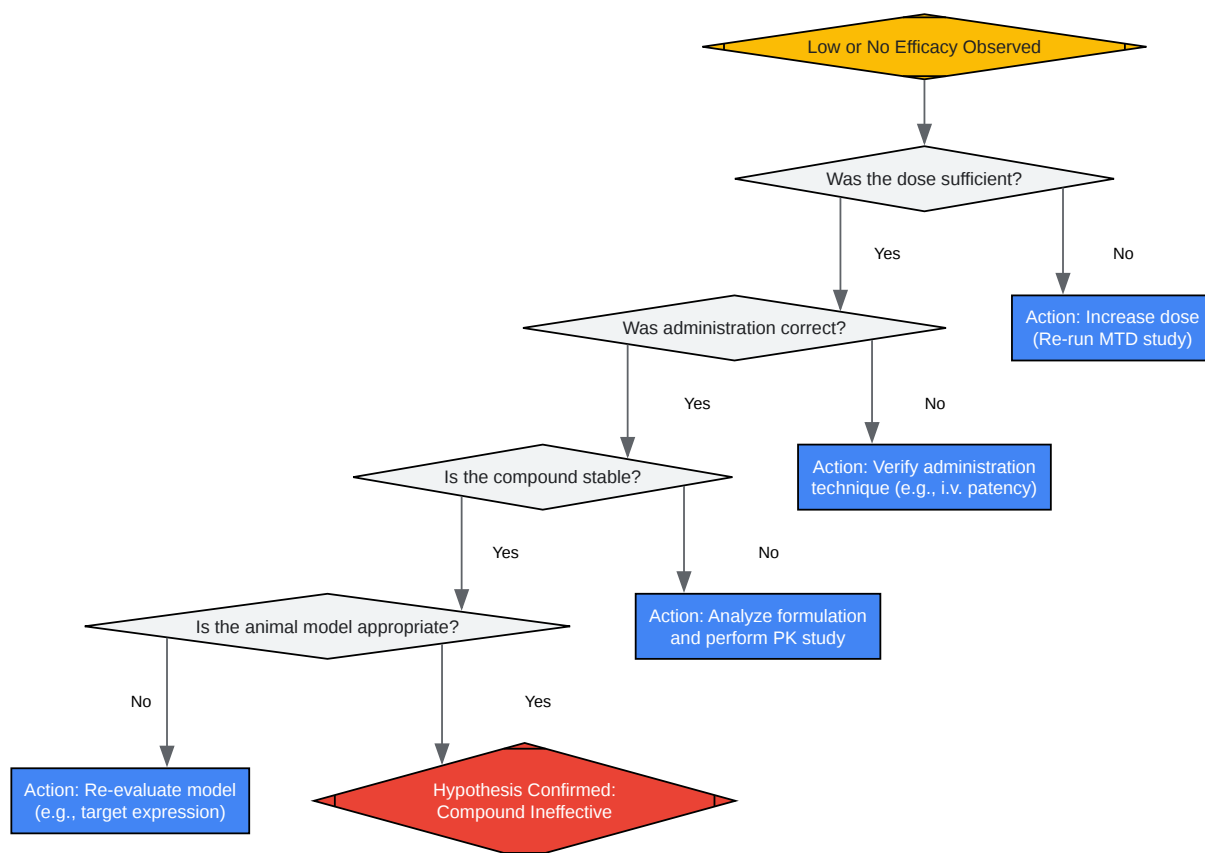 Low or No Efficacy Observed
Was the dose sufficient?
Yes
No
Action: Increase dose
(Re-run MTD study)
Was administration correct?
Yes
No
Action: Verify administration
technique (e.g., i.v. patency)
Is the compound stable?
Yes
No
Action: Analyze formulation
and perform PK study
Is the animal model appropriate?
No
Yes
Action: Re-evaluate model
(e.g., target expression)
Hypothesis Confirmed:
Compound Ineffective